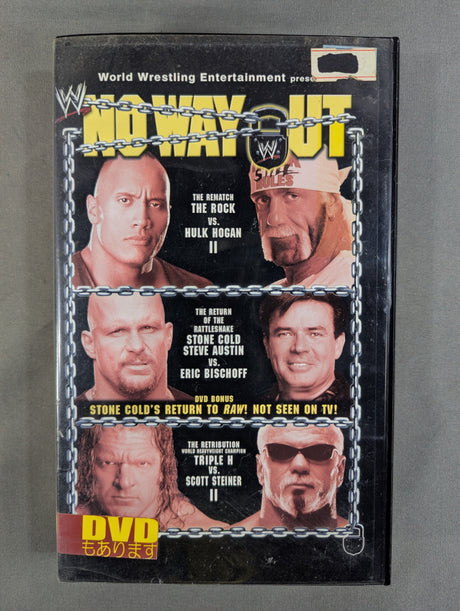 World Wrestling Entertainment prese
W
NO WAY OUT
W
RULES
THE REMATCH
THE ROCK
VS.
HULK HOGAN
II
THE RETURN
OF THE
RATTLESNAKE
STONE COLD
STEVE AUSTIN
VS.
ERIC BISCHOFF
DVD BONUS
STONE COLD'S RETURN TO RAW! NOT SEEN ON TV!
THE RETRIBUTION
WORLD HEAVYWEIGHT CHAMPION
TRIPLE H
VS.
SCOTT STEINER
II
DVD
もあります